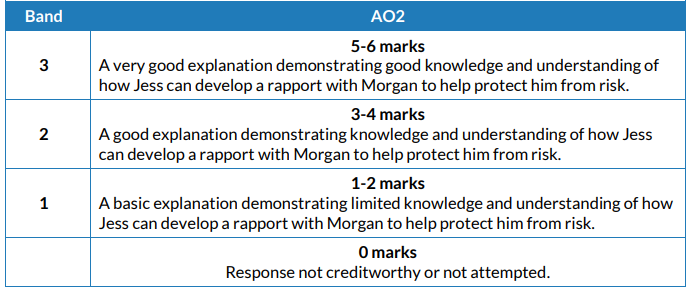 Band AO2
5-6 marks
3 A very good explanation demonstrating good knowledge and understanding of
how Jess can develop a rapport with Morgan to help protect him from risk.
3-4 marks
2 A good explanation demonstrating knowledge and understanding of how Jess
can develop a rapport with Morgan to help protect him from risk.
1-2 marks
1 A basic explanation demonstrating limited knowledge and understanding of how
Jess can develop a rapport with Morgan to help protect him from risk.
0 marks
Response not creditworthy or not attempted.